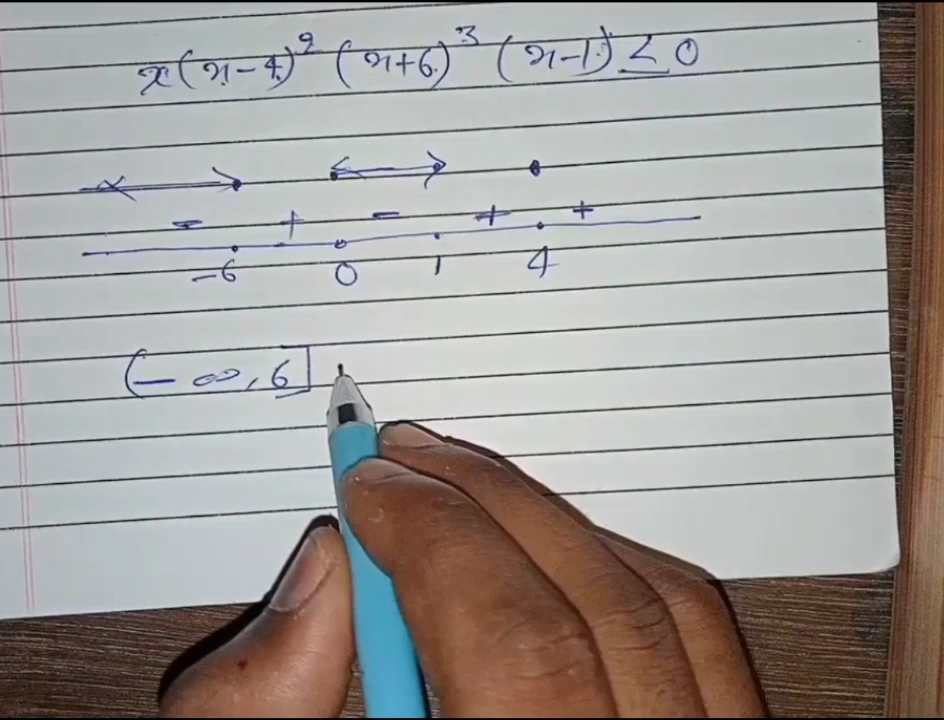 x(x-4)² (x+6)³ (x-1) ≤ 0
- + - + +
-6 0 1 4
(-∞, 6]